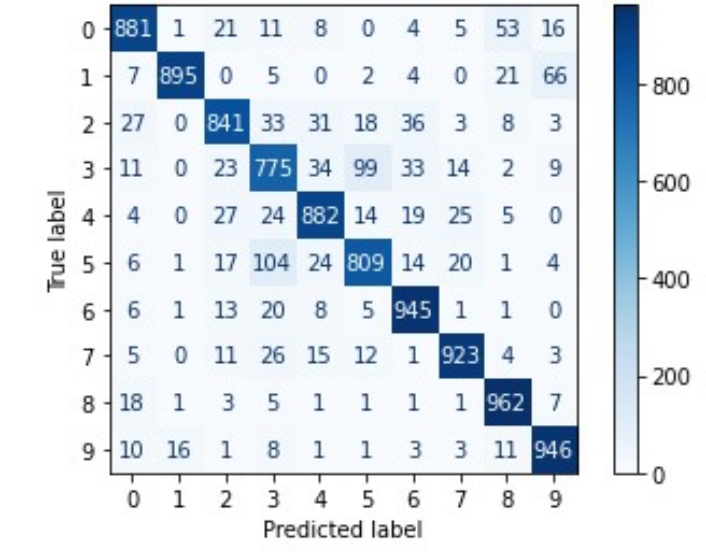 0 881 1 21 11 8 0 4 5 53 16
1 7 895 0 5 0 2 4 0 21 66
2 27 0 841 33 31 18 36 3 8 3
3 11 0 23 775 34 99 33 14 2 9
4 4 0 27 24 882 14 19 25 5 0
5 6 1 17 104 24 809 14 20 1 4
6 6 1 13 20 8 5 945 1 1 0
7 5 0 11 26 15 12 1 923 4 3
8 18 1 3 5 1 1 1 1 962 7
9 10 16 1 8 1 1 3 3 11 946
0 1 2 3 4 5 6 7 8 9
Predicted label
True label
800
600
400
200
0